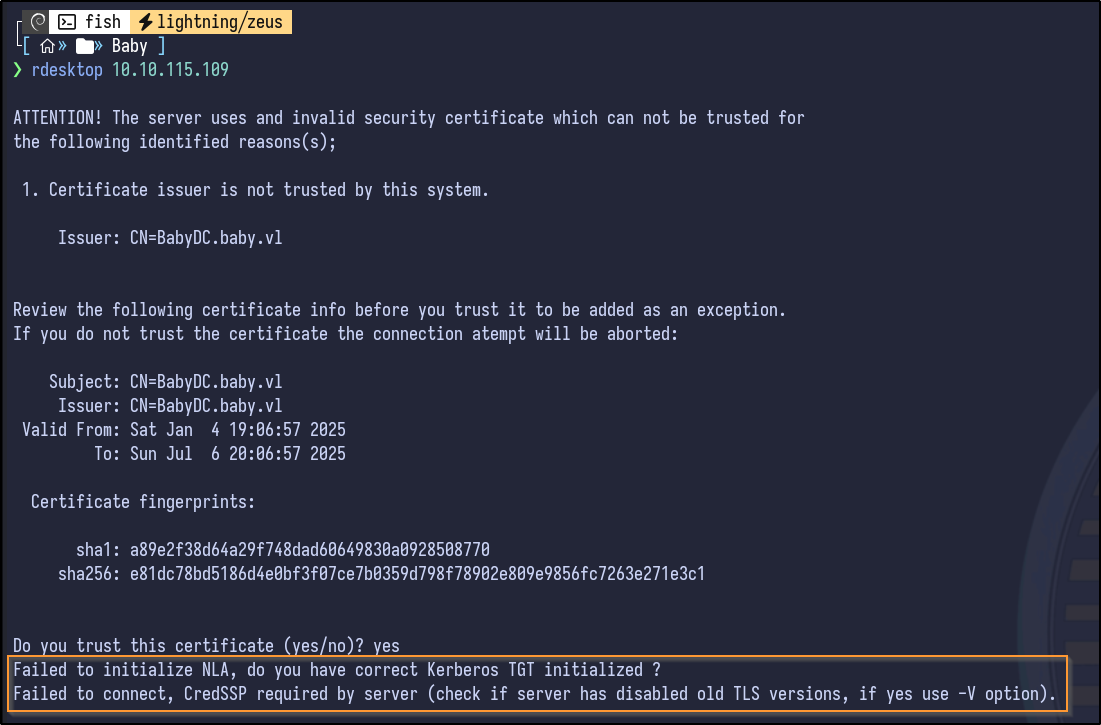 fish lightning/zeus
[ » » Baby ]
❯ rdesktop 10.10.115.109
ATTENTION! The server uses and invalid security certificate which can not be trusted for
the following identified reasons(s);
1. Certificate issuer is not trusted by this system.
Issuer: CN=BabyDC.baby.vl
Review the following certificate info before you trust it to be added as an exception.
If you do not trust the certificate the connection atempt will be aborted:
Subject: CN=BabyDC.baby.vl
Issuer: CN=BabyDC.baby.vl
Valid From: Sat Jan  4 19:06:57 2025
To: Sun Jul  6 20:06:57 2025
Certificate fingerprints:
sha1: a89e2f38d64a29f748dad60649830a0928508770
sha256: e81dc78bd5186d4e0bf3f07ce7b0359d798f78902e809e9856fc7263e271e3c1
Do you trust this certificate (yes/no)? yes
Failed to initialize NLA, do you have correct Kerberos TGT initialized ?
Failed to connect, CredSSP required by server (check if server has disabled old TLS versions, if yes use -V option).